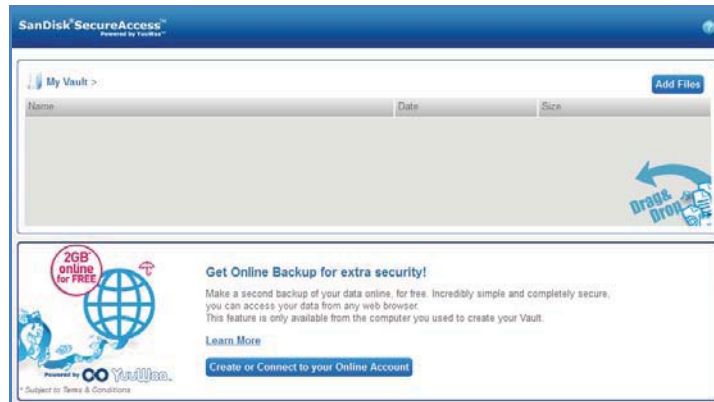 SanDisk® SecureAccess™
Powered by YuuWaa™
?
My Vault >
Add Files
Name Date Size
Drag&
Drop
2GB*
online
for FREE
Get Online Backup for extra security!
Make a second backup of your data online, for free. Incredibly simple and completely secure,
you can access your data from any web browser.
This feature is only available from the computer you used to create your Vault.
Learn More
Create or Connect to your Online Account
Powered by YuuWaa.
* Subject to Terms & Conditions